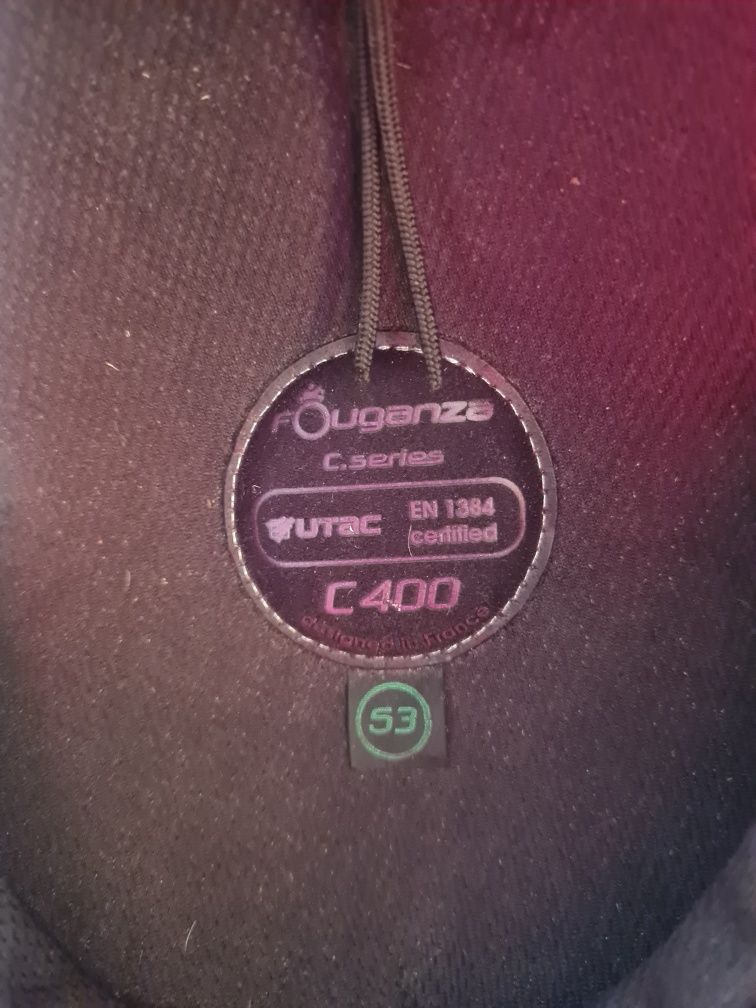 FOuganza
C.series
UTAC
EN 1384
certified
C400
designed in France
53